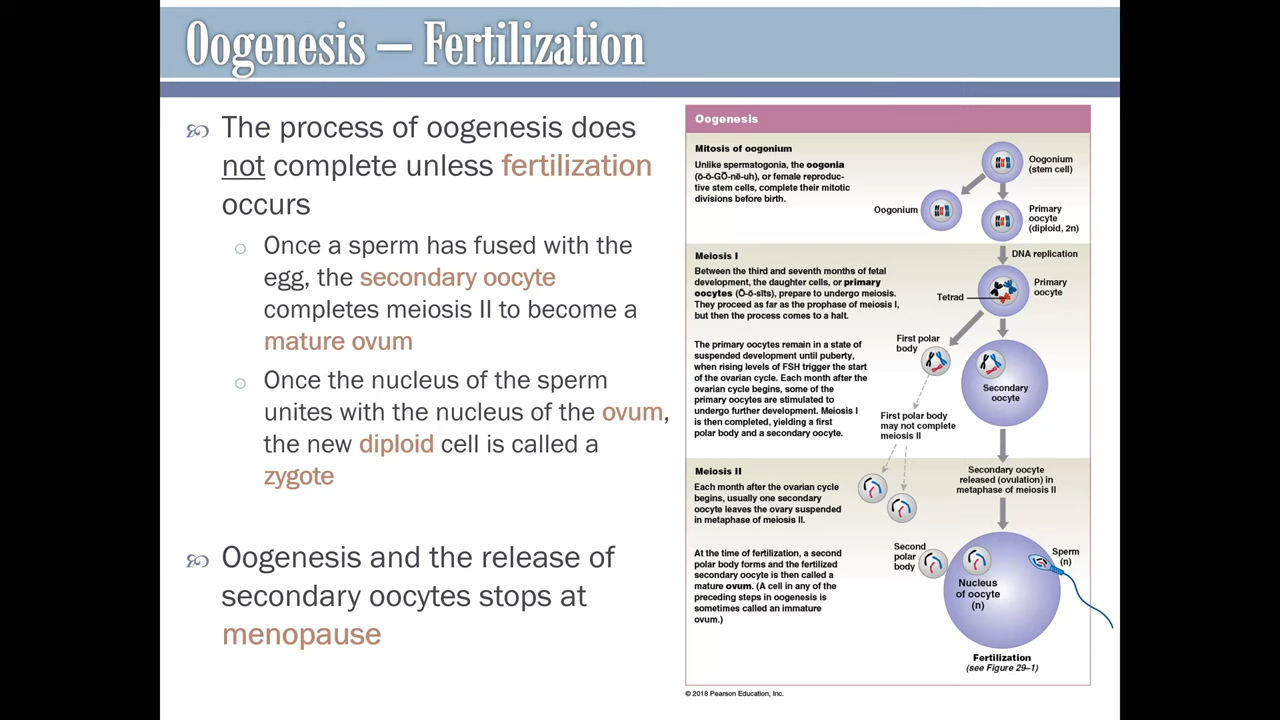 Oogenesis — Fertilization
The process of oogenesis does
not complete unless fertilization
occurs
Once a sperm has fused with the
egg, the secondary oocyte
completes meiosis II to become a
mature ovum
Once the nucleus of the sperm
unites with the nucleus of the ovum,
the new diploid cell is called a
zygote
Oogenesis and the release of
secondary oocytes stops at
menopause
Oogenesis
Mitosis of oogonium
Unlike spermatogonia, the oogonia
(ō-ō-GŌ-nē-uh), or female reproduc-
tive stem cells, complete their mitotic
divisions before birth.
Oogonium
(stem cell)
Oogonium
Primary
oocyte
(diploid, 2n)
DNA replication
Meiosis I
Between the third and seventh months of fetal
development, the daughter cells, or primary
oocytes (Ō-ō-sīts), prepare to undergo meiosis.
They proceed as far as the prophase of meiosis I,
but then the process comes to a halt.
Tetrad
Primary
oocyte
The primary oocytes remain in a state of
suspended development until puberty,
when rising levels of FSH trigger the start
of the ovarian cycle. Each month after the
ovarian cycle begins, some of the
primary oocytes are stimulated to
undergo further development. Meiosis I
is then completed, yielding a first
polar body and a secondary oocyte.
First polar
body
Secondary
oocyte
First polar body
may not complete
meiosis II
Meiosis II
Each month after the ovarian cycle
begins, usually one secondary
oocyte leaves the ovary suspended
in metaphase of meiosis II.
Secondary oocyte
released (ovulation) in
metaphase of meiosis II
At the time of fertilization, a second
polar body forms and the fertilized
secondary oocyte is then called a
mature ovum. (A cell in any of the
preceding steps in oogenesis is
sometimes called an immature
ovum.)
Second
polar
body
Nucleus
of oocyte
(n)
Sperm
(n)
Fertilization
(see Figure 29–1)
© 2018 Pearson Education, Inc.